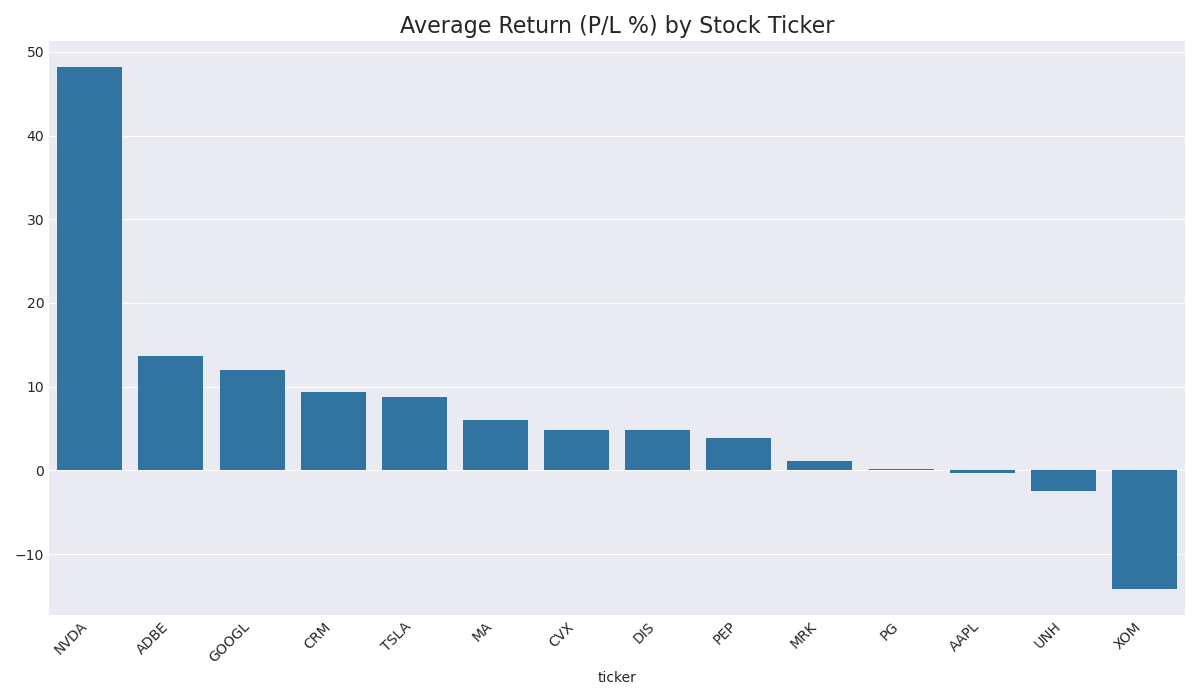 Average Return (P/L %) by Stock Ticker
50
40
30
20
10
0
−10
NVDA
ADBE
GOOGL
CRM
TSLA
MA
CVX
DIS
PEP
MRK
PG
AAPL
UNH
XOM
ticker